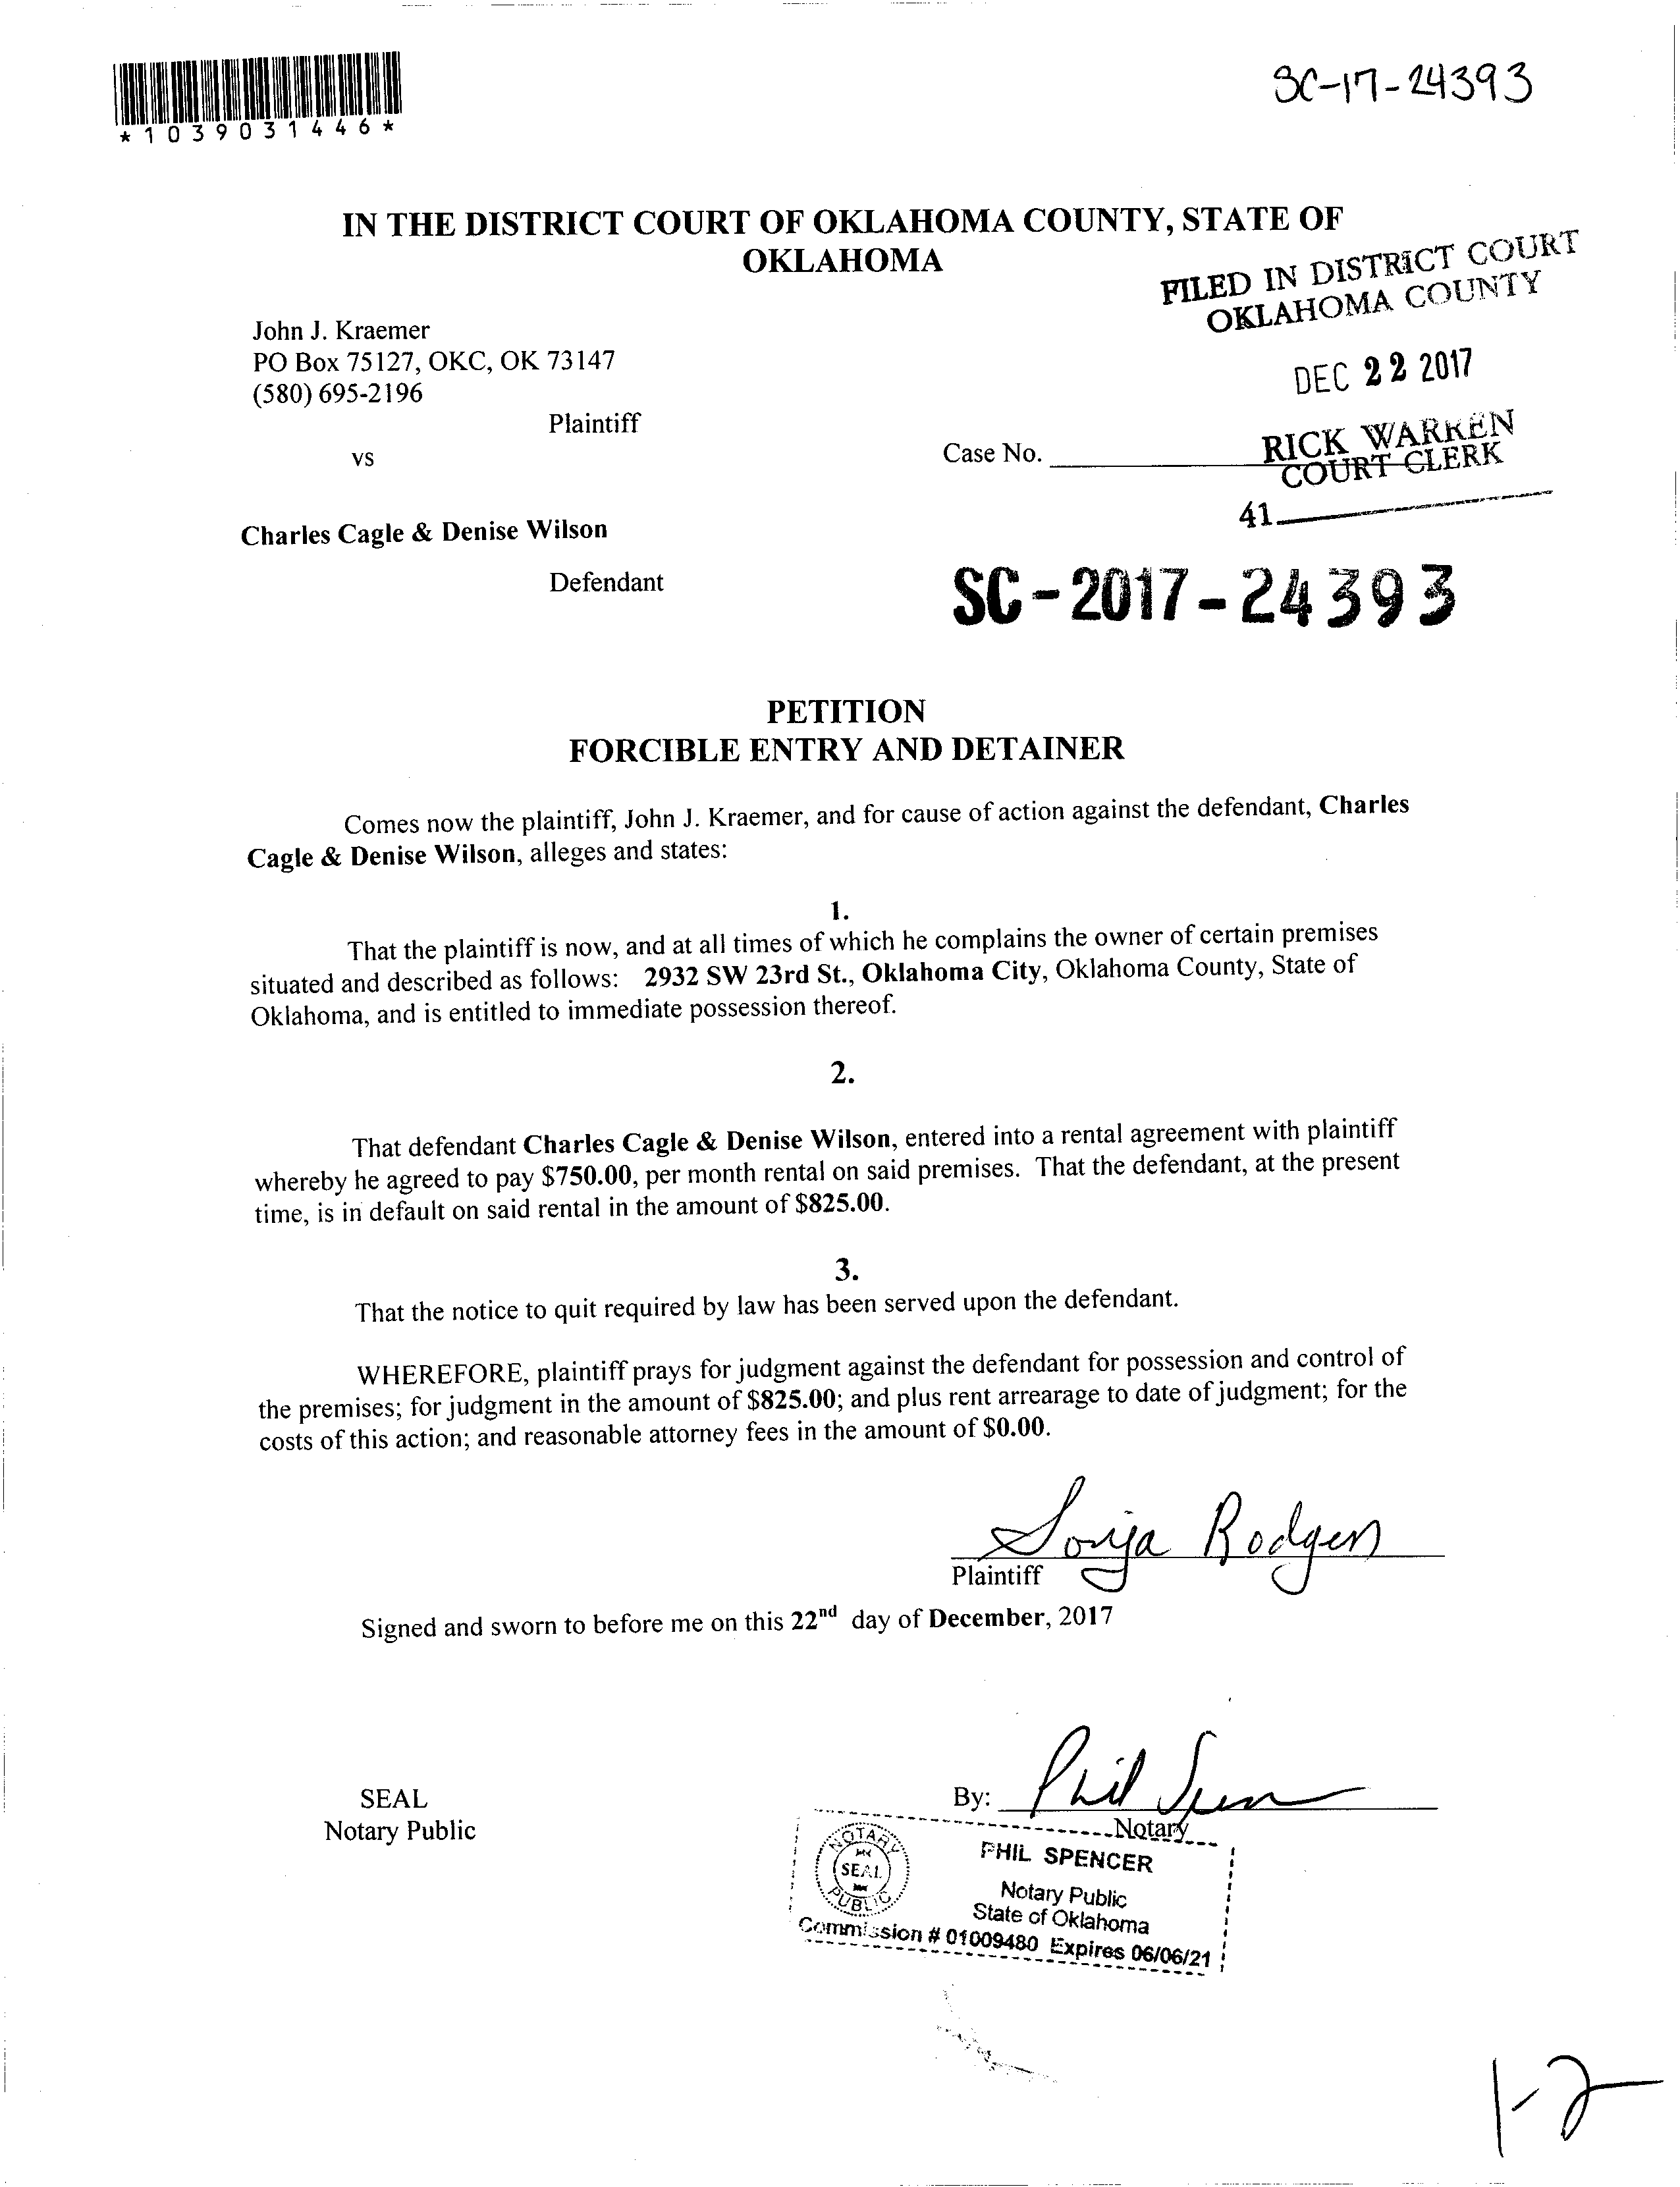 SC-17-24393
*1039031446*
IN THE DISTRICT COURT OF OKLAHOMA COUNTY, STATE OF
OKLAHOMA
FILED IN DISTRICT COURT
OKLAHOMA COUNTY
John J. Kraemer
PO Box 75127, OKC, OK 73147
(580) 695-2196
DEC 22 2017
Plaintiff
vs
Case No.
RICK WARREN
COURT CLERK
41
Charles Cagle & Denise Wilson
Defendant
SC-2017-24393
PETITION
FORCIBLE ENTRY AND DETAINER
Comes now the plaintiff, John J. Kraemer, and for cause of action against the defendant, Charles
Cagle & Denise Wilson, alleges and states:
1.
That the plaintiff is now, and at all times of which he complains the owner of certain premises
situated and described as follows: 2932 SW 23rd St., Oklahoma City, Oklahoma County, State of
Oklahoma, and is entitled to immediate possession thereof.
2.
That defendant Charles Cagle & Denise Wilson, entered into a rental agreement with plaintiff
whereby he agreed to pay $750.00, per month rental on said premises. That the defendant, at the present
time, is in default on said rental in the amount of $825.00.
3.
That the notice to quit required by law has been served upon the defendant.
WHEREFORE, plaintiff prays for judgment against the defendant for possession and control of
the premises; for judgment in the amount of $825.00; and plus rent arrearage to date of judgment; for the
costs of this action; and reasonable attorney fees in the amount of $0.00.
Sonja Rodgers
Plaintiff
Signed and sworn to before me on this 22nd day of December, 2017
SEAL
Notary Public
By: Phil Spencer
Notary
NOTARY
SEAL
PUBLIC
PHIL SPENCER
Notary Public
State of Oklahoma
Commission # 01009480 Expires 06/06/21
1-2